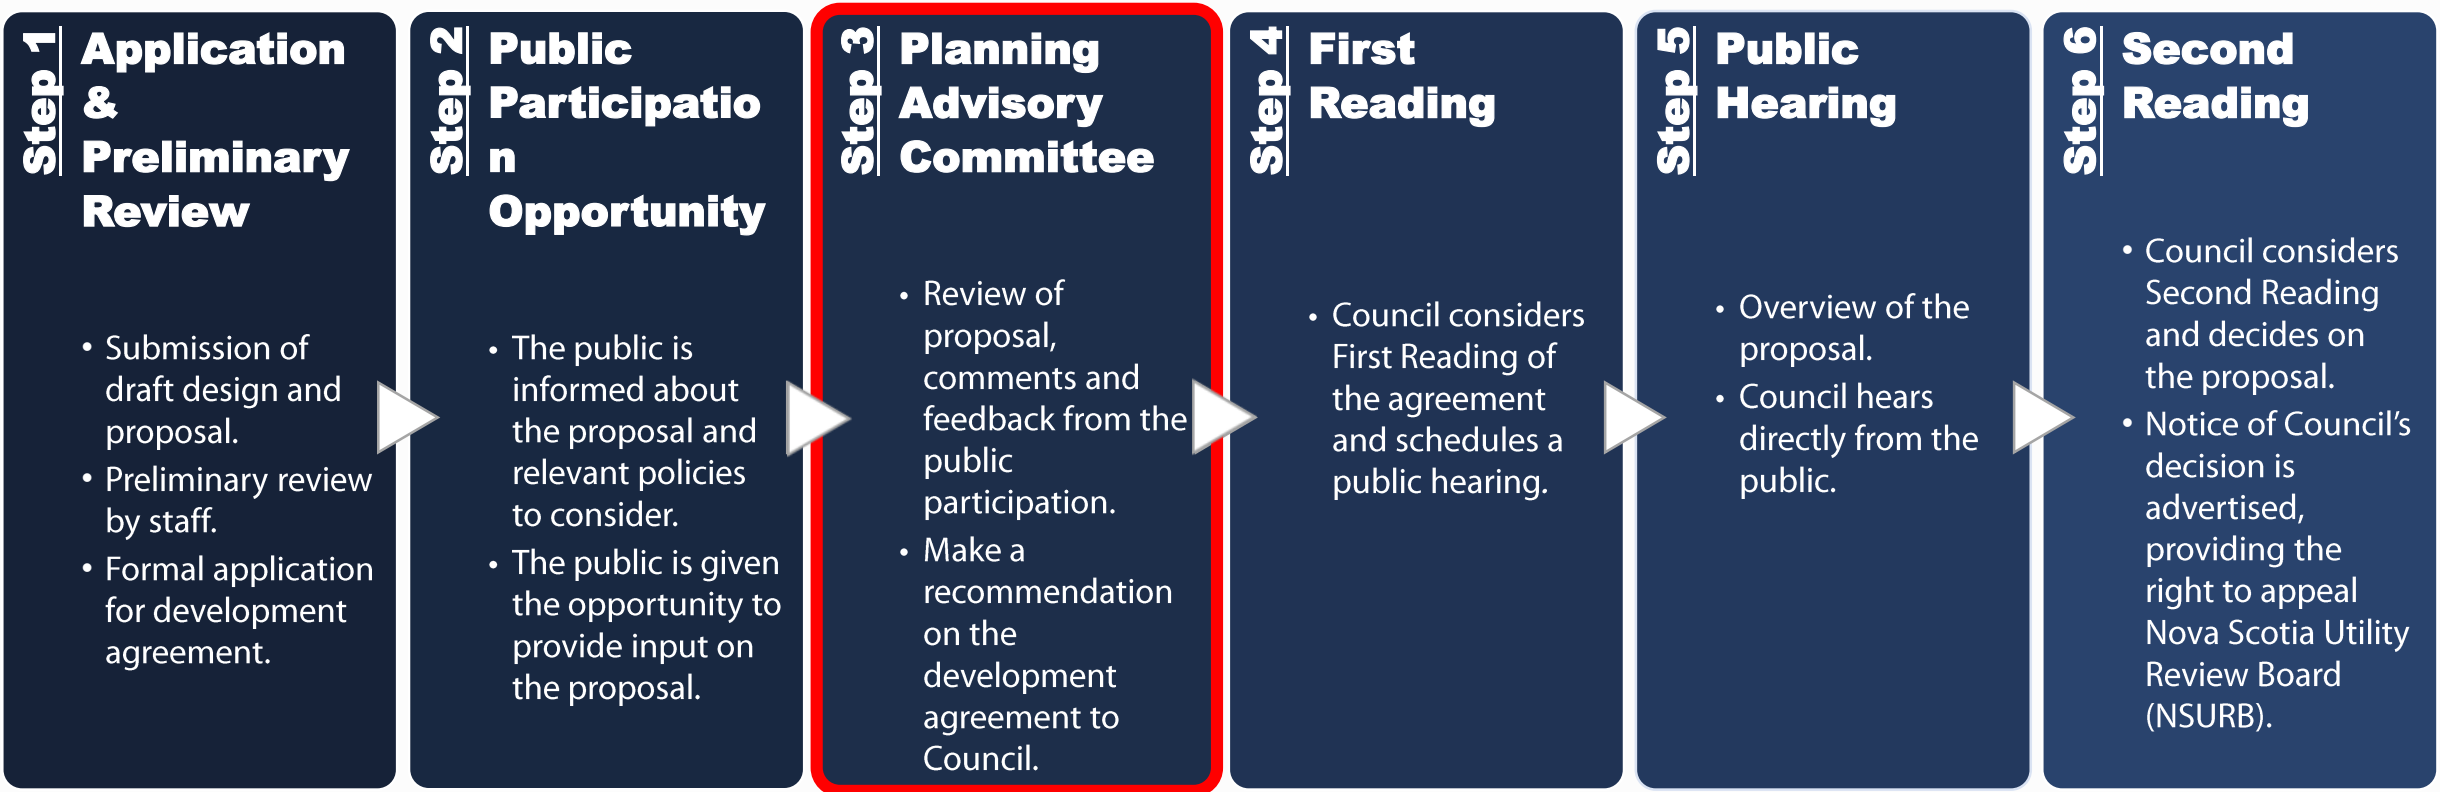 Step 1
Application
&
Preliminary
Review
• Submission of
draft design and
proposal.
• Preliminary review
by staff.
• Formal application
for development
agreement.
Step 2
Public
Participatio
n
Opportunity
• The public is
informed about
the proposal and
relevant policies
to consider.
• The public is given
the opportunity to
provide input on
the proposal.
Step 3
Planning
Advisory
Committee
• Review of
proposal,
comments and
feedback from the
public
participation.
• Make a
recommendation
on the
development
agreement to
Council.
Step 4
First
Reading
• Council considers
First Reading of
the agreement
and schedules a
public hearing.
Step 5
Public
Hearing
• Overview of the
proposal.
• Council hears
directly from the
public.
Step 6
Second
Reading
• Council considers
Second Reading
and decides on
the proposal.
• Notice of Council’s
decision is
advertised,
providing the
right to appeal
Nova Scotia Utility
Review Board
(NSURB).